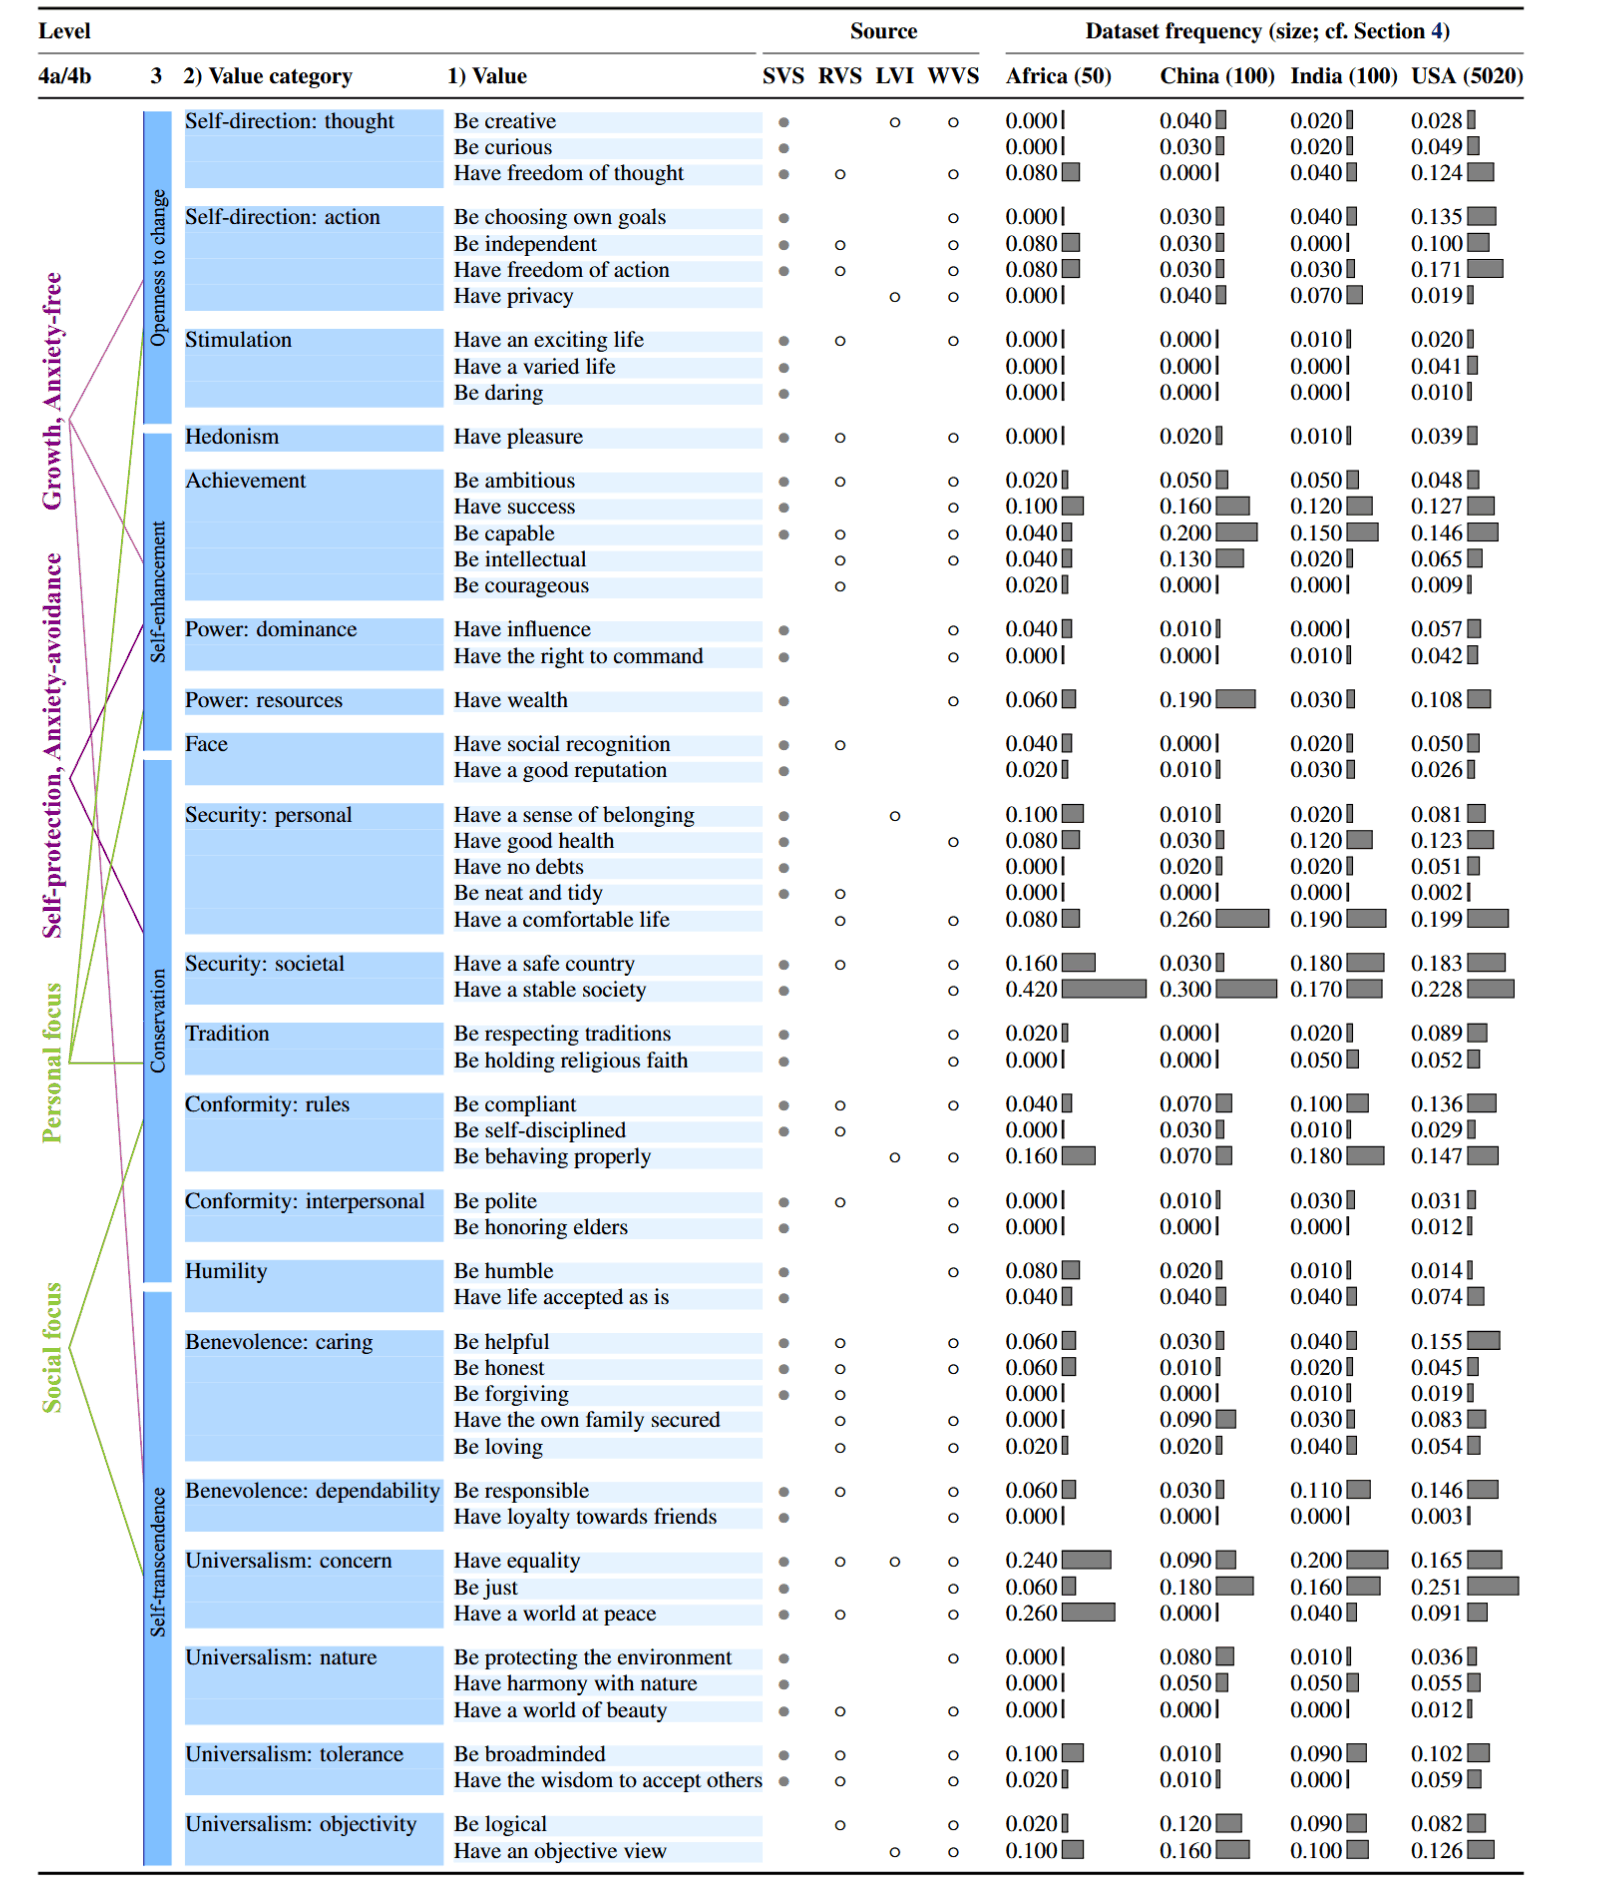 Level Source Dataset frequency (size; cf. Section 4)
4a/4b 3 2) Value category 1) Value SVS RVS LVI WVS Africa (50) China (100) India (100) USA (5020)
Growth, Anxiety-free
Self-protection, Anxiety-avoidance
Personal focus
Social focus
Openness to change
Self-enhancement
Conservation
Self-transcendence
Self-direction: thought Be creative ● ○ ○ 0.000 0.040 0.020 0.028
Be curious ● 0.000 0.030 0.020 0.049
Have freedom of thought ● ○ ○ 0.080 0.000 0.040 0.124
Self-direction: action Be choosing own goals ● ○ 0.000 0.030 0.040 0.135
Be independent ● ○ ○ 0.080 0.030 0.000 0.100
Have freedom of action ● ○ ○ 0.080 0.030 0.030 0.171
Have privacy ○ ○ 0.000 0.040 0.070 0.019
Stimulation Have an exciting life ● ○ ○ 0.000 0.000 0.010 0.020
Have a varied life ● 0.000 0.000 0.000 0.041
Be daring ● 0.000 0.000 0.000 0.010
Hedonism Have pleasure ● ○ ○ 0.000 0.020 0.010 0.039
Achievement Be ambitious ● ○ ○ 0.020 0.050 0.050 0.048
Have success ● ○ 0.100 0.160 0.120 0.127
Be capable ● ○ ○ 0.040 0.200 0.150 0.146
Be intellectual ○ ○ 0.040 0.130 0.020 0.065
Be courageous ○ 0.020 0.000 0.000 0.009
Power: dominance Have influence ● ○ 0.040 0.010 0.000 0.057
Have the right to command ● ○ 0.000 0.000 0.010 0.042
Power: resources Have wealth ● ○ 0.060 0.190 0.030 0.108
Face Have social recognition ● ○ 0.040 0.000 0.020 0.050
Have a good reputation ● 0.020 0.010 0.030 0.026
Security: personal Have a sense of belonging ● ○ 0.100 0.010 0.020 0.081
Have good health ● ○ 0.080 0.030 0.120 0.123
Have no debts ● 0.000 0.020 0.020 0.051
Be neat and tidy ● ○ 0.000 0.000 0.000 0.002
Have a comfortable life ○ ○ 0.080 0.260 0.190 0.199
Security: societal Have a safe country ● ○ ○ 0.160 0.030 0.180 0.183
Have a stable society ● ○ 0.420 0.300 0.170 0.228
Tradition Be respecting traditions ● ○ 0.020 0.000 0.020 0.089
Be holding religious faith ● ○ 0.000 0.000 0.050 0.052
Conformity: rules Be compliant ● ○ ○ 0.040 0.070 0.100 0.136
Be self-disciplined ● ○ 0.000 0.030 0.010 0.029
Be behaving properly ○ ○ 0.160 0.070 0.180 0.147
Conformity: interpersonal Be polite ● ○ ○ 0.000 0.010 0.030 0.031
Be honoring elders ● ○ 0.000 0.000 0.000 0.012
Humility Be humble ● ○ 0.080 0.020 0.010 0.014
Have life accepted as is ● 0.040 0.040 0.040 0.074
Benevolence: caring Be helpful ● ○ ○ 0.060 0.030 0.040 0.155
Be honest ● ○ ○ 0.060 0.010 0.020 0.045
Be forgiving ● ○ 0.000 0.000 0.010 0.019
Have the own family secured ○ ○ 0.000 0.090 0.030 0.083
Be loving ○ ○ 0.020 0.020 0.040 0.054
Benevolence: dependability Be responsible ● ○ ○ 0.060 0.030 0.110 0.146
Have loyalty towards friends ● ○ 0.000 0.000 0.000 0.003
Universalism: concern Have equality ● ○ ○ ○ 0.240 0.090 0.200 0.165
Be just ● ○ 0.060 0.180 0.160 0.251
Have a world at peace ● ○ ○ 0.260 0.000 0.040 0.091
Universalism: nature Be protecting the environment ● ○ 0.000 0.080 0.010 0.036
Have harmony with nature ● 0.000 0.050 0.050 0.055
Have a world of beauty ● ○ ○ 0.000 0.000 0.000 0.012
Universalism: tolerance Be broadminded ● ○ ○ 0.100 0.010 0.090 0.102
Have the wisdom to accept others ● ○ ○ 0.020 0.010 0.000 0.059
Universalism: objectivity Be logical ○ ○ 0.020 0.120 0.090 0.082
Have an objective view ○ ○ 0.100 0.160 0.100 0.126